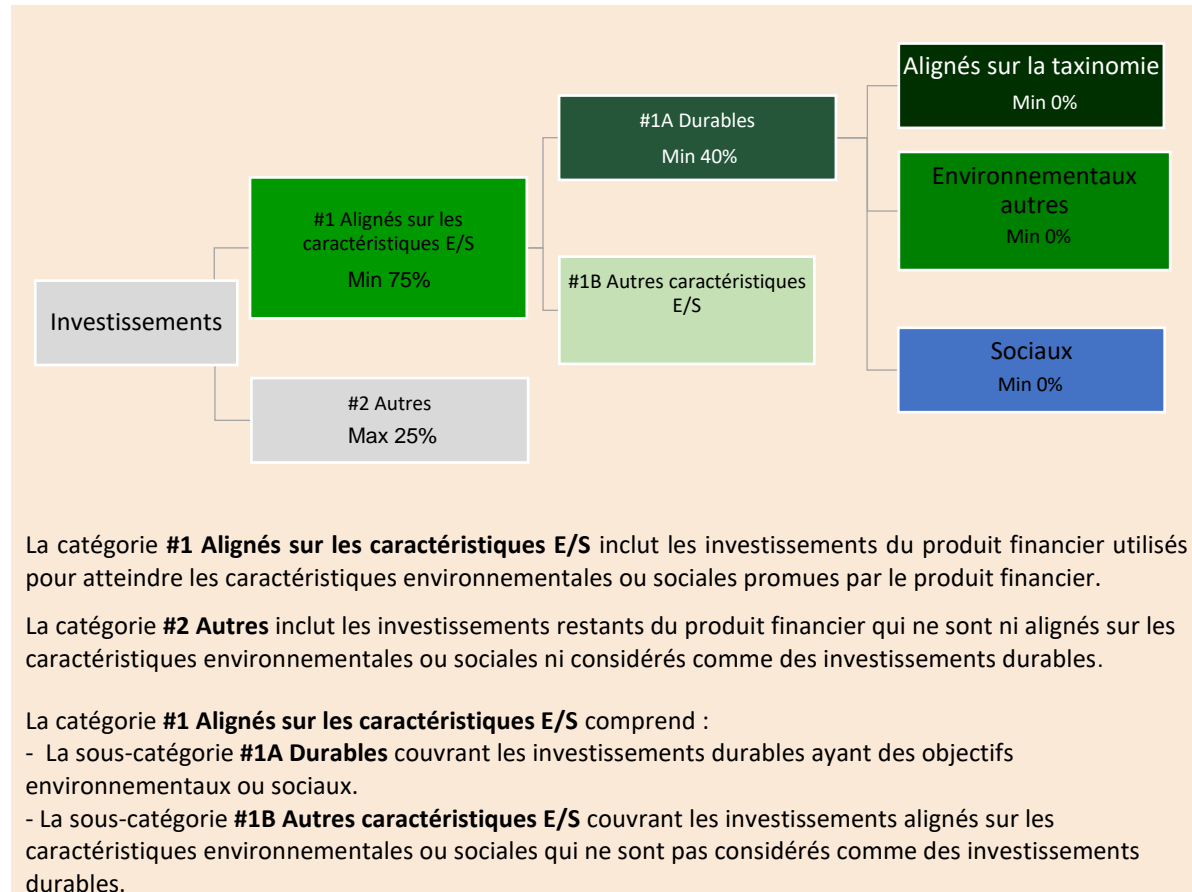 Investissements
#1 Alignés sur les
caractéristiques E/S
Min 75%
#2 Autres
Max 25%
#1A Durables
Min 40%
#1B Autres caractéristiques
E/S
Alignés sur la taxinomie
Min 0%
Environnementaux
autres
Min 0%
Sociaux
Min 0%
La catégorie #1 Alignés sur les caractéristiques E/S inclut les investissements du produit financier utilisés
pour atteindre les caractéristiques environnementales ou sociales promues par le produit financier.
La catégorie #2 Autres inclut les investissements restants du produit financier qui ne sont ni alignés sur les
caractéristiques environnementales ou sociales ni considérés comme des investissements durables.
La catégorie #1 Alignés sur les caractéristiques E/S comprend :
- La sous-catégorie #1A Durables couvrant les investissements durables ayant des objectifs
environnementaux ou sociaux.
- La sous-catégorie #1B Autres caractéristiques E/S couvrant les investissements alignés sur les
caractéristiques environnementales ou sociales qui ne sont pas considérés comme des investissements
durables.